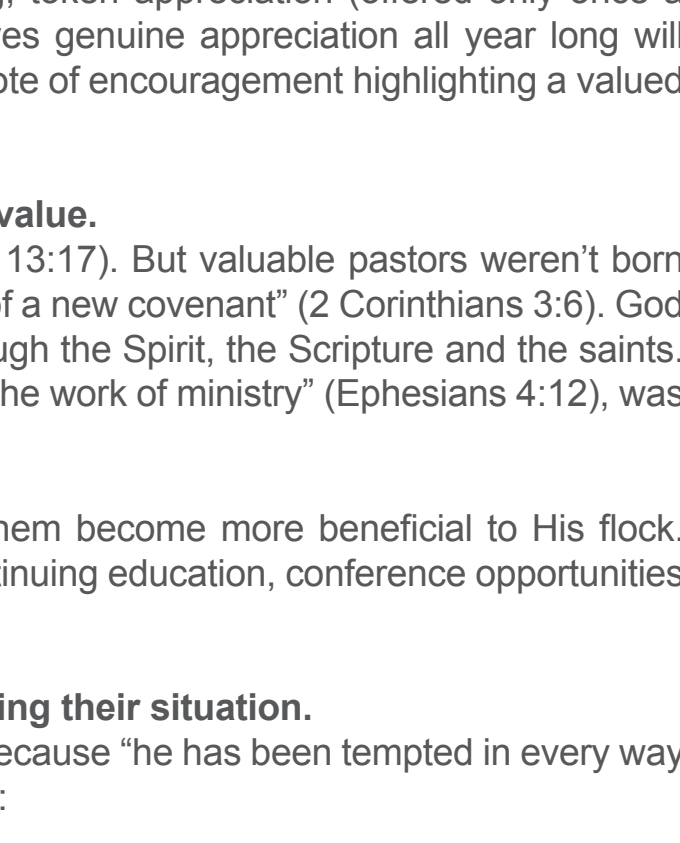 token appreciation (offered only once a
ves genuine appreciation all year long will
ote of encouragement highlighting a valued
value.
13:17). But valuable pastors weren’t born
of a new covenant” (2 Corinthians 3:6). God
ugh the Spirit, the Scripture and the saints.
he work of ministry” (Ephesians 4:12), was
hem become more beneficial to His flock.
tinuing education, conference opportunities
ing their situation.
ecause “he has been tempted in every way
: